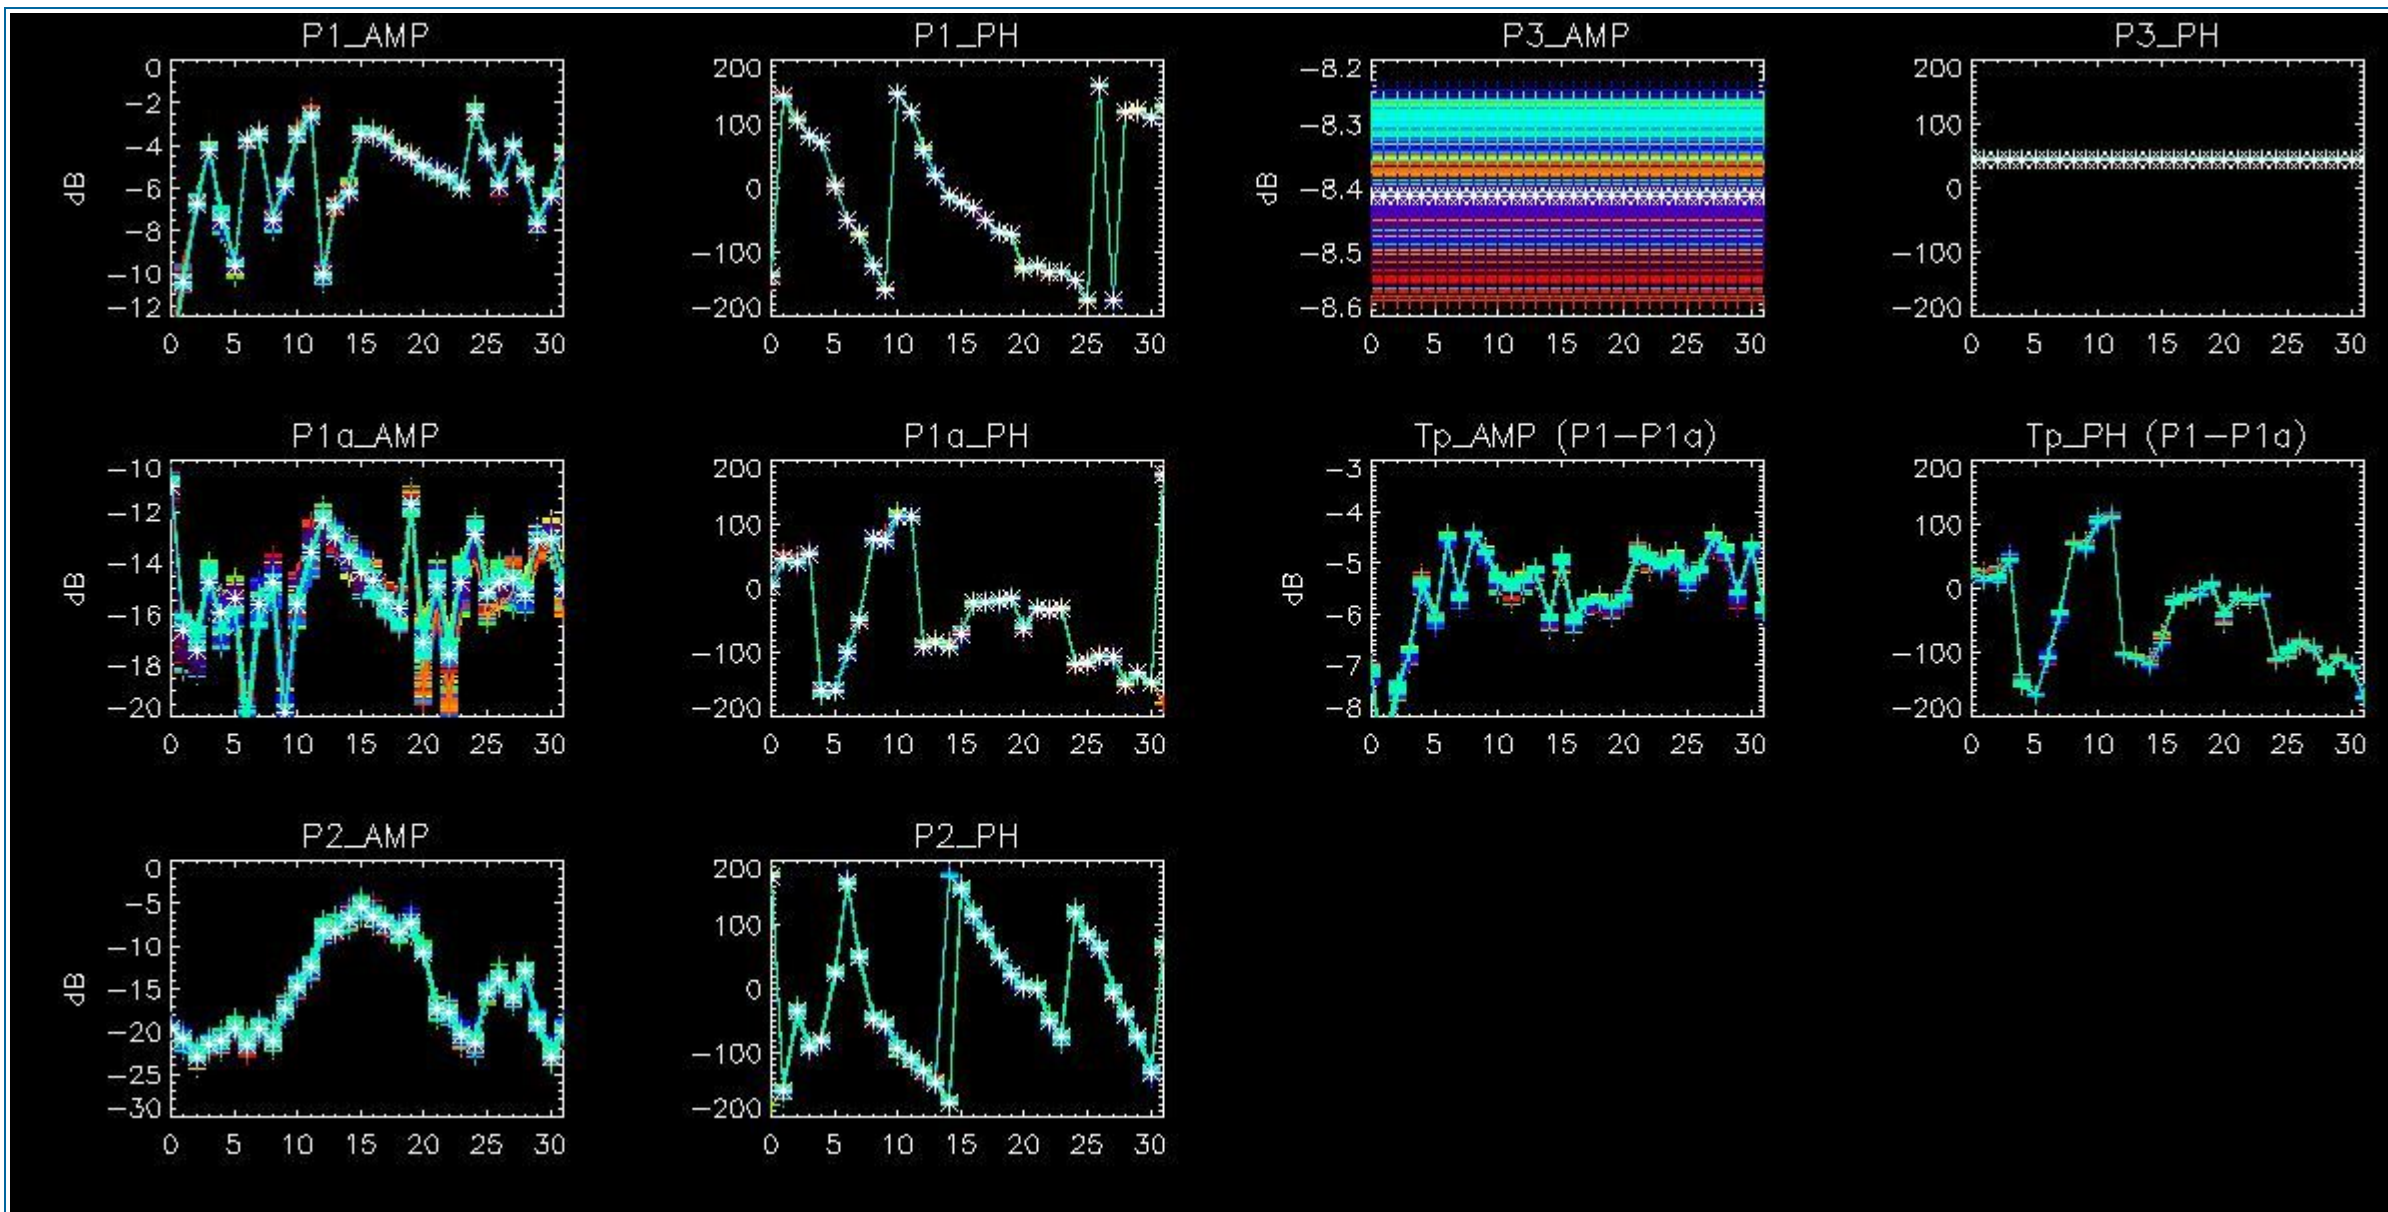 P1_AMP P1_PH P3_AMP P3_PH
0 200 −8.2 200
−2
100 −8.3 100
−4
dB −6 0 dB −8.4 0
−8
−100 −8.5 −100
−10
−12 −200 −8.6 −200
0 5 10 15 20 25 30 0 5 10 15 20 25 30 0 5 10 15 20 25 30 0 5 10 15 20 25 30
P1a_AMP P1a_PH Tp_AMP (P1−P1a) Tp_PH (P1−P1a)
−10 200 −3 200
−12 100 −4 100
−14 −5
dB 0 dB 0
−16 −6
−18 −100 −7 −100
−20 −200 −8 −200
0 5 10 15 20 25 30 0 5 10 15 20 25 30 0 5 10 15 20 25 30 0 5 10 15 20 25 30
P2_AMP P2_PH
0 200
−5
−10 100
dB −15 0
−20
−25 −100
−30 −200
0 5 10 15 20 25 30 0 5 10 15 20 25 30